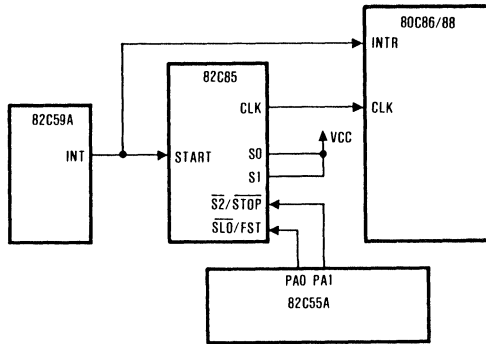 80C86/88
INTR
82C85
CLK
CLK
82C59A
VCC
INT
START
S0
S1
S2/STOP
SLO/FST
PA0 PA1
82C55A